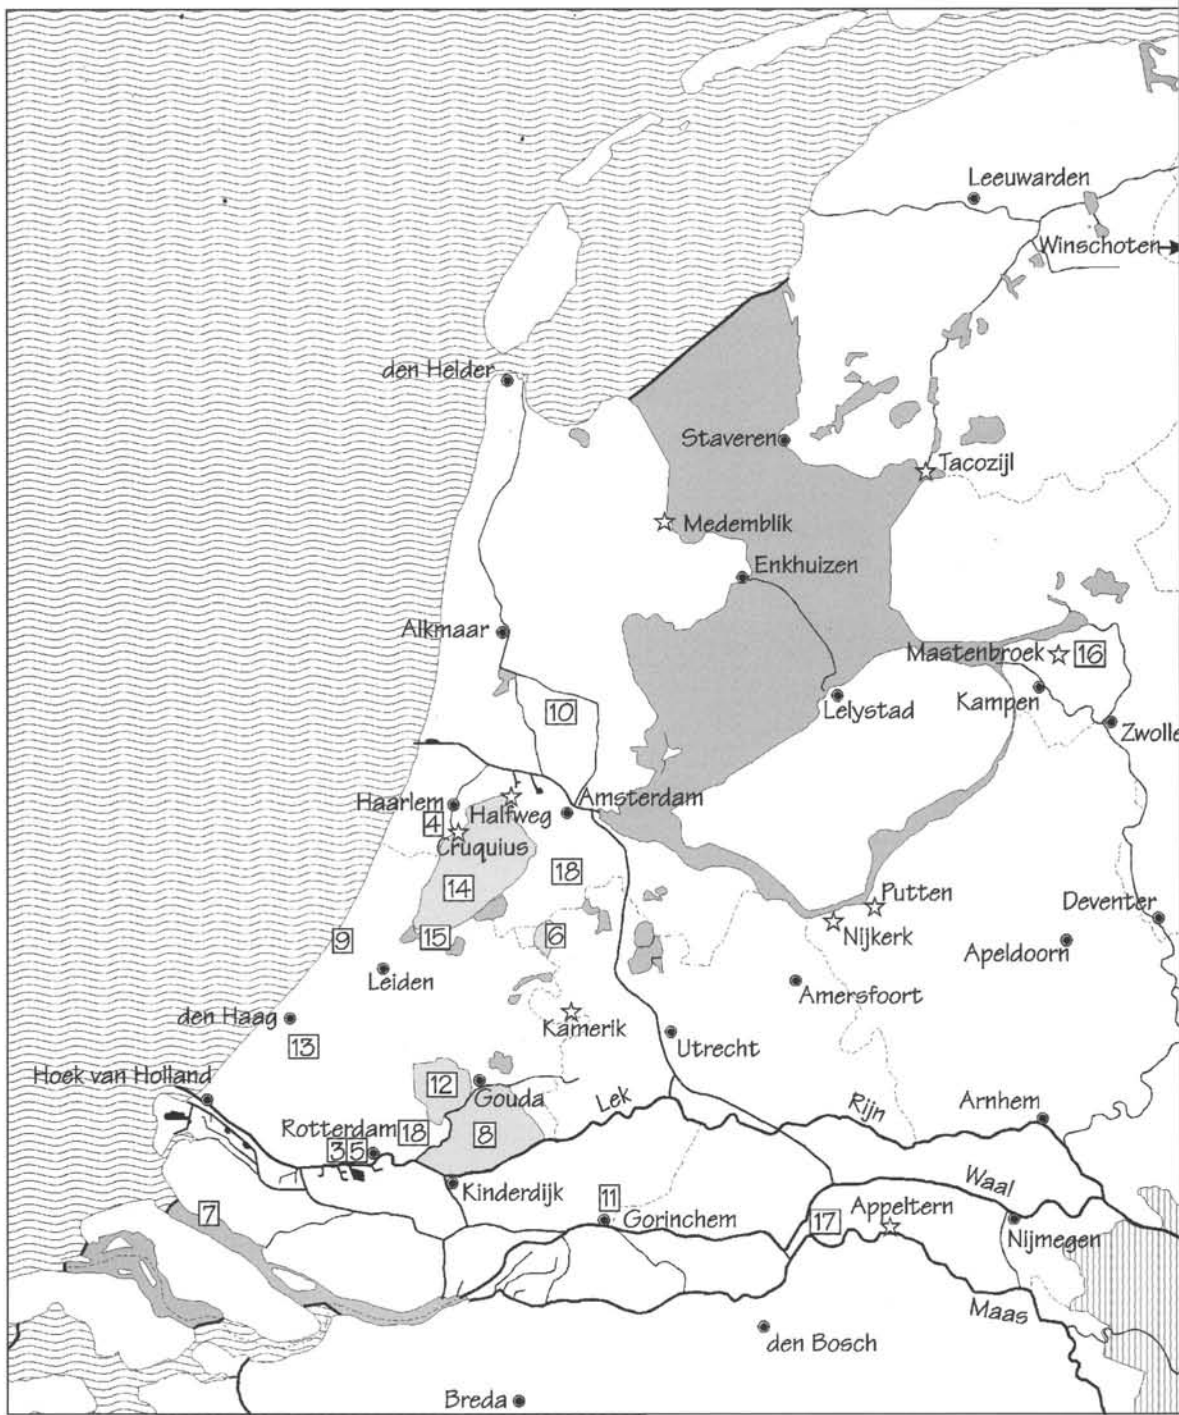 Leeuwarden
Winschoten
den Helder
Staveren
Tacozijl
Medemblik
Enkhuizen
Alkmaar
Mastenbroek 16
Kampen
Lelystad
10
Zwolle
Haarlem
Amsterdam
Halfweg
4
Cruquius
18
14
Putten
Deventer
6
15
9
Nijkerk
Apeldoorn
Leiden
Amersfoort
den Haag
Kamerik
13
Utrecht
Hoek van Holland
12
Gouda
Lek
Rijn
Arnhem
Rotterdam
18
8
3 5
Kinderdijk
Waal
11
Appeltern
7
Gorinchem
17
Nijmegen
Maas
den Bosch
Breda